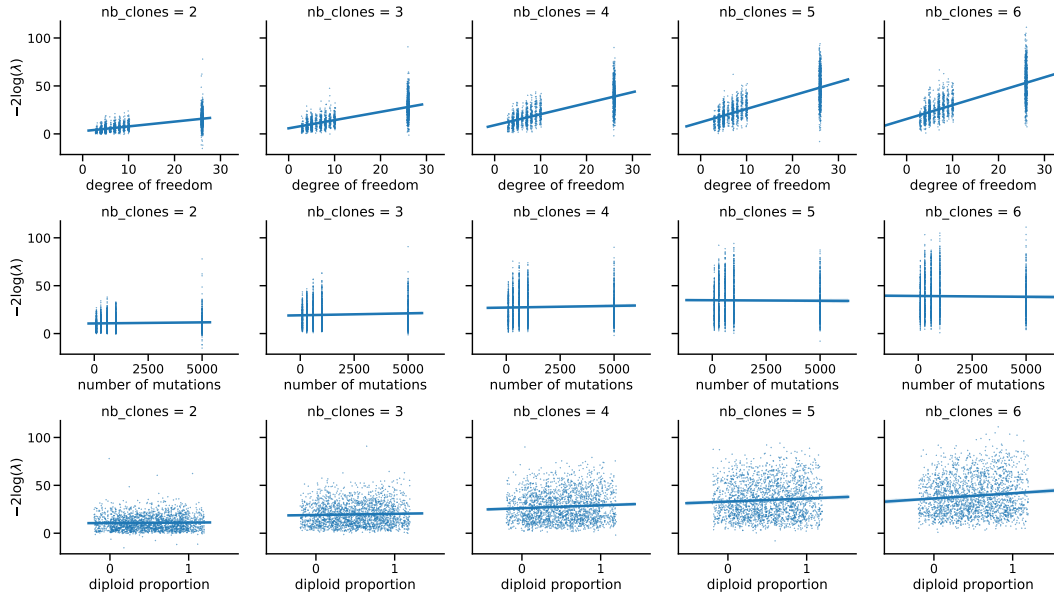 nb_clones = 2 nb_clones = 3 nb_clones = 4 nb_clones = 5 nb_clones = 6
100
50
0
−2log(λ)
0 10 20 30 0 10 20 30 0 10 20 30 0 10 20 30 0 10 20 30
degree of freedom degree of freedom degree of freedom degree of freedom degree of freedom
nb_clones = 2 nb_clones = 3 nb_clones = 4 nb_clones = 5 nb_clones = 6
100
50
0
−2log(λ)
0 2500 5000 0 2500 5000 0 2500 5000 0 2500 5000 0 2500 5000
number of mutations number of mutations number of mutations number of mutations number of mutations
nb_clones = 2 nb_clones = 3 nb_clones = 4 nb_clones = 5 nb_clones = 6
100
50
0
−2log(λ)
0 1 0 1 0 1 0 1 0 1
diploid proportion diploid proportion diploid proportion diploid proportion diploid proportion